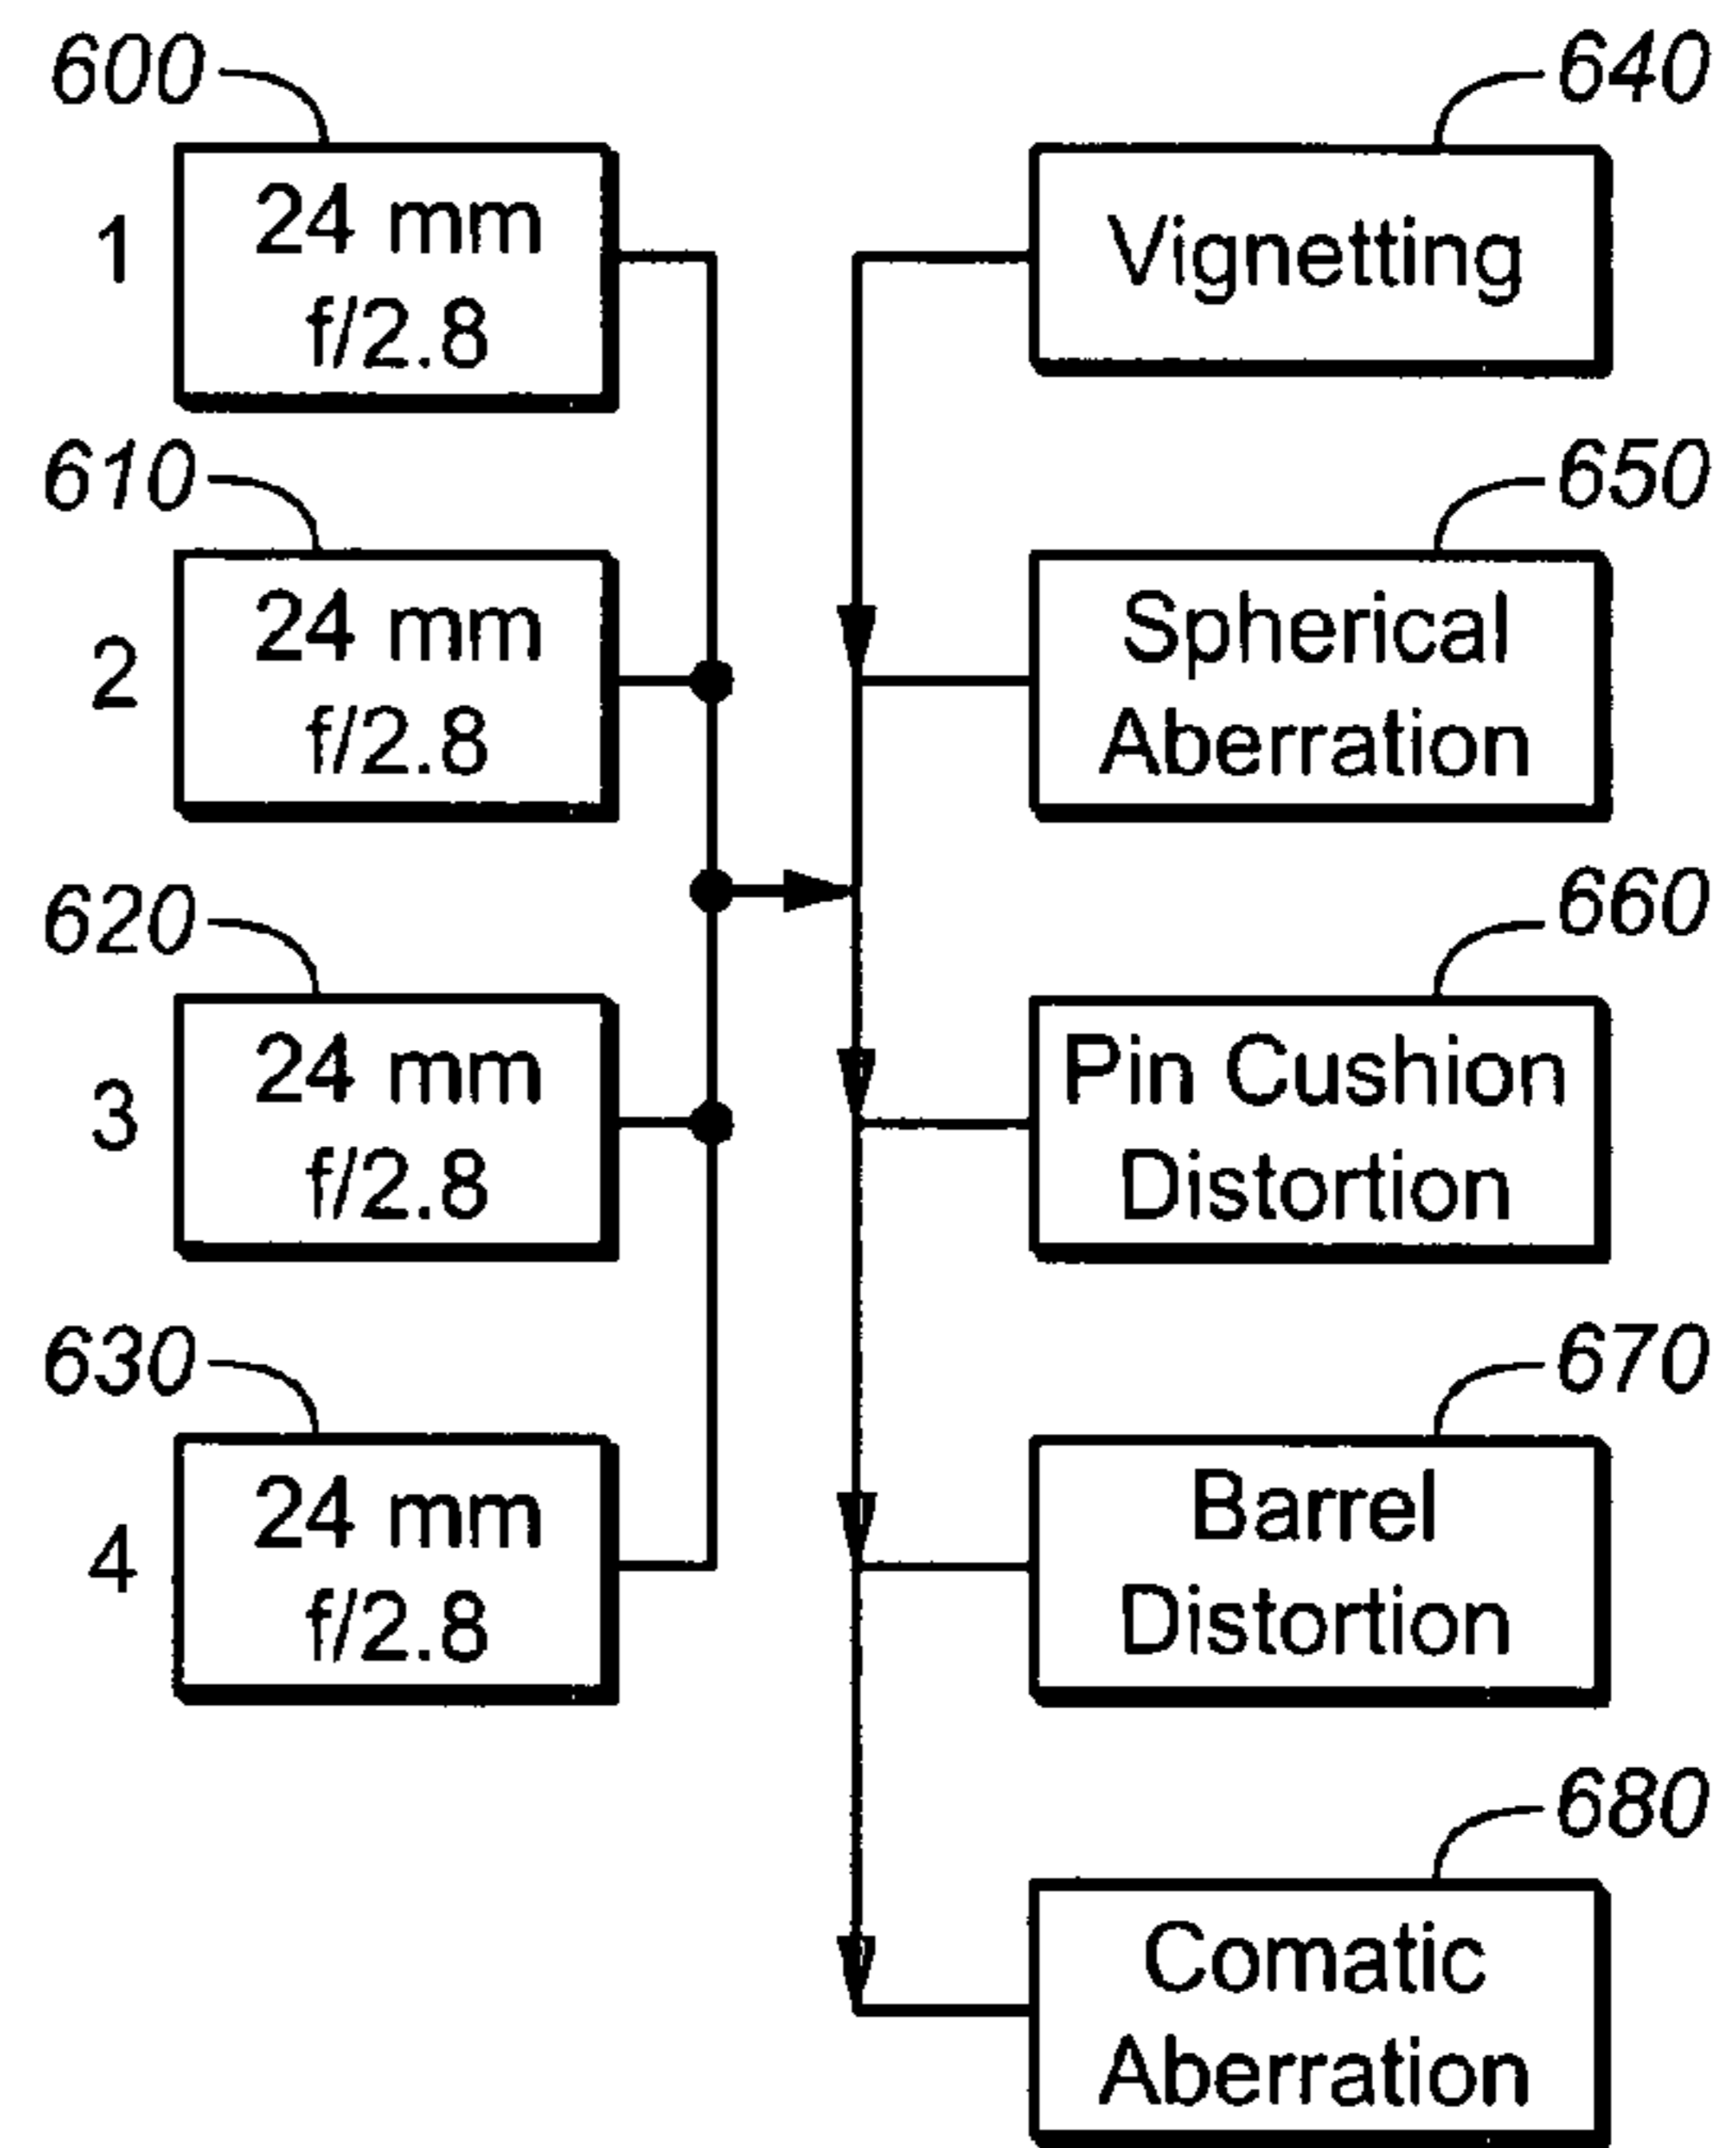 600
640
1
24 mm
f/2.8
Vignetting
610
650
2
24 mm
f/2.8
Spherical
Aberration
620
660
3
24 mm
f/2.8
Pin Cushion
Distortion
630
670
4
24 mm
f/2.8
Barrel
Distortion
680
Comatic
Aberration